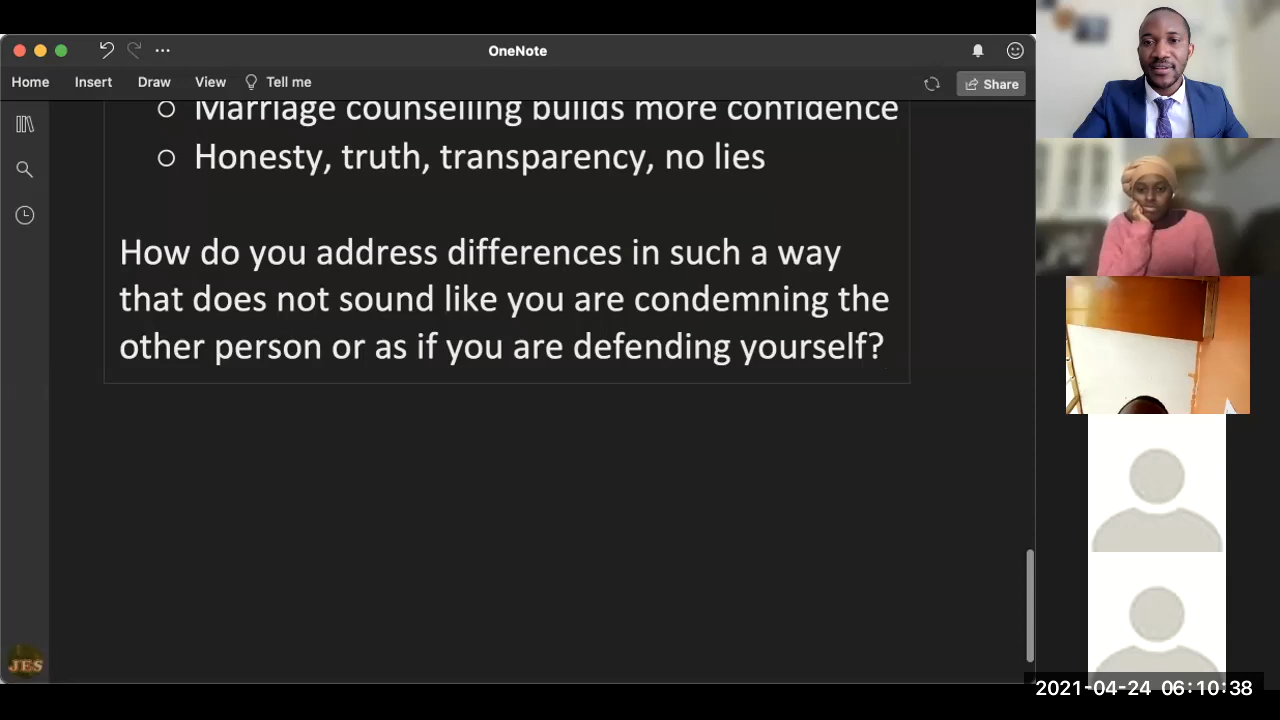 OneNote
Home Insert Draw View Tell me Share
○ Marriage counselling builds more confidence
○ Honesty, truth, transparency, no lies
How do you address differences in such a way
that does not sound like you are condemning the
other person or as if you are defending yourself?
JES
2021-04-24 06:10:38